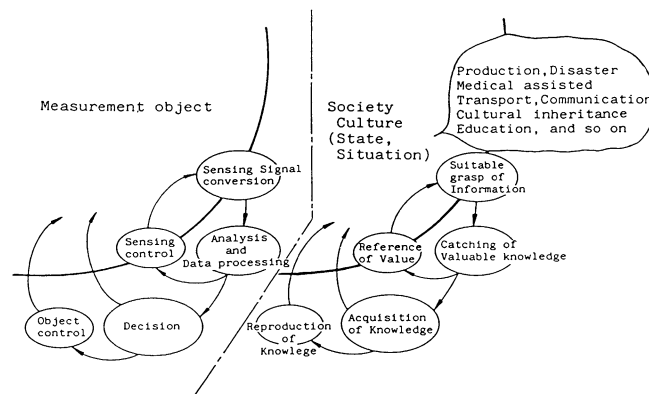 Measurement object
Sensing Signal
conversion
Sensing
control
Analysis
and
Data processing
Object
control
Decision
Society
Culture
(State,
Situation)
Production,Disaster
Medical assisted
Transport,Communication
Cultural inheritance
Education, and so on
Suitable
grasp of
Information
Reference
of Value
Catching of
Valuable knowledge
Reproduction
of
Knowlege
Acquisition
of Knowledge